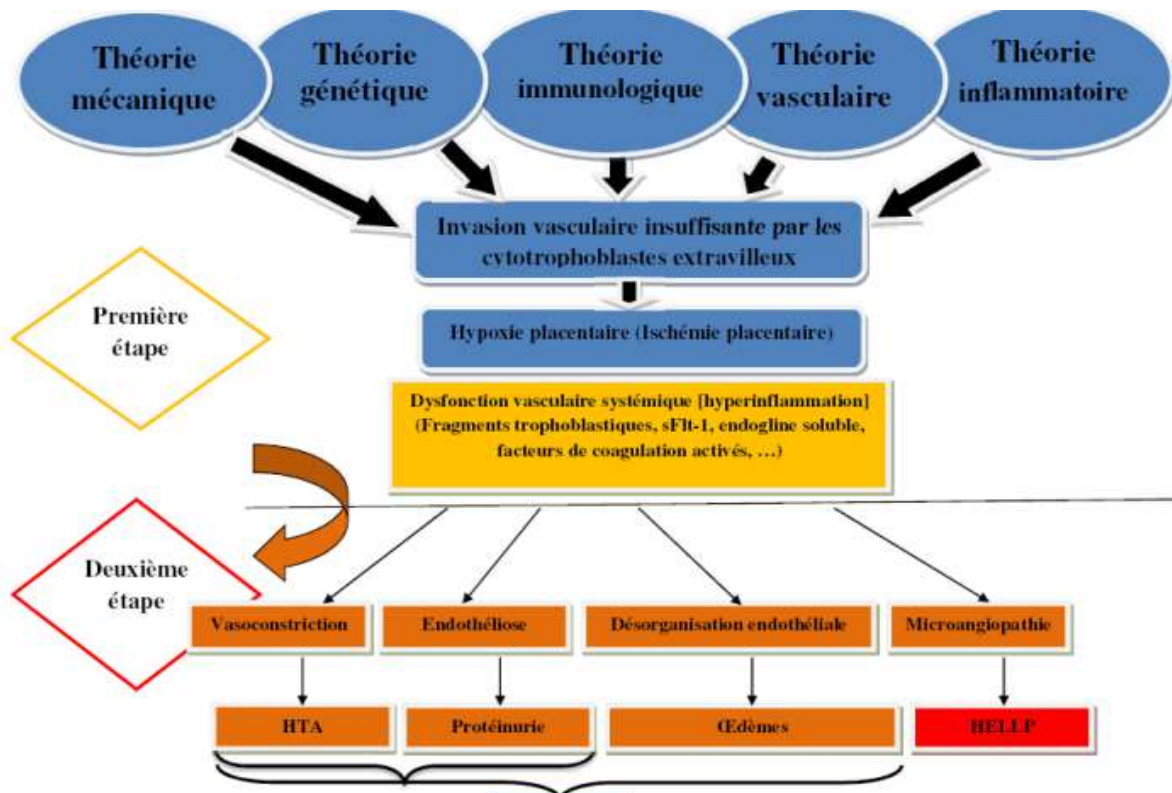 Théorie
mécanique
Théorie
génétique
Théorie
immunologique
Théorie
vasculaire
Théorie
inflammatoire
Invasion vasculaire insuffisante par les
cytotrophoblastes extravilleux
Première
étape
Hypoxie placentaire (Ischémie placentaire)
Dysfonction vasculaire systémique [hyperinflammation]
(Fragments trophoblastiques, sFlt-1, endogline soluble,
facteurs de coagulation activés, …)
Deuxième
étape
Vasoconstriction
Endothéliose
Désorganisation endothéliale
Microangiopathie
HTA
Protéinurie
Œdèmes
HELLP